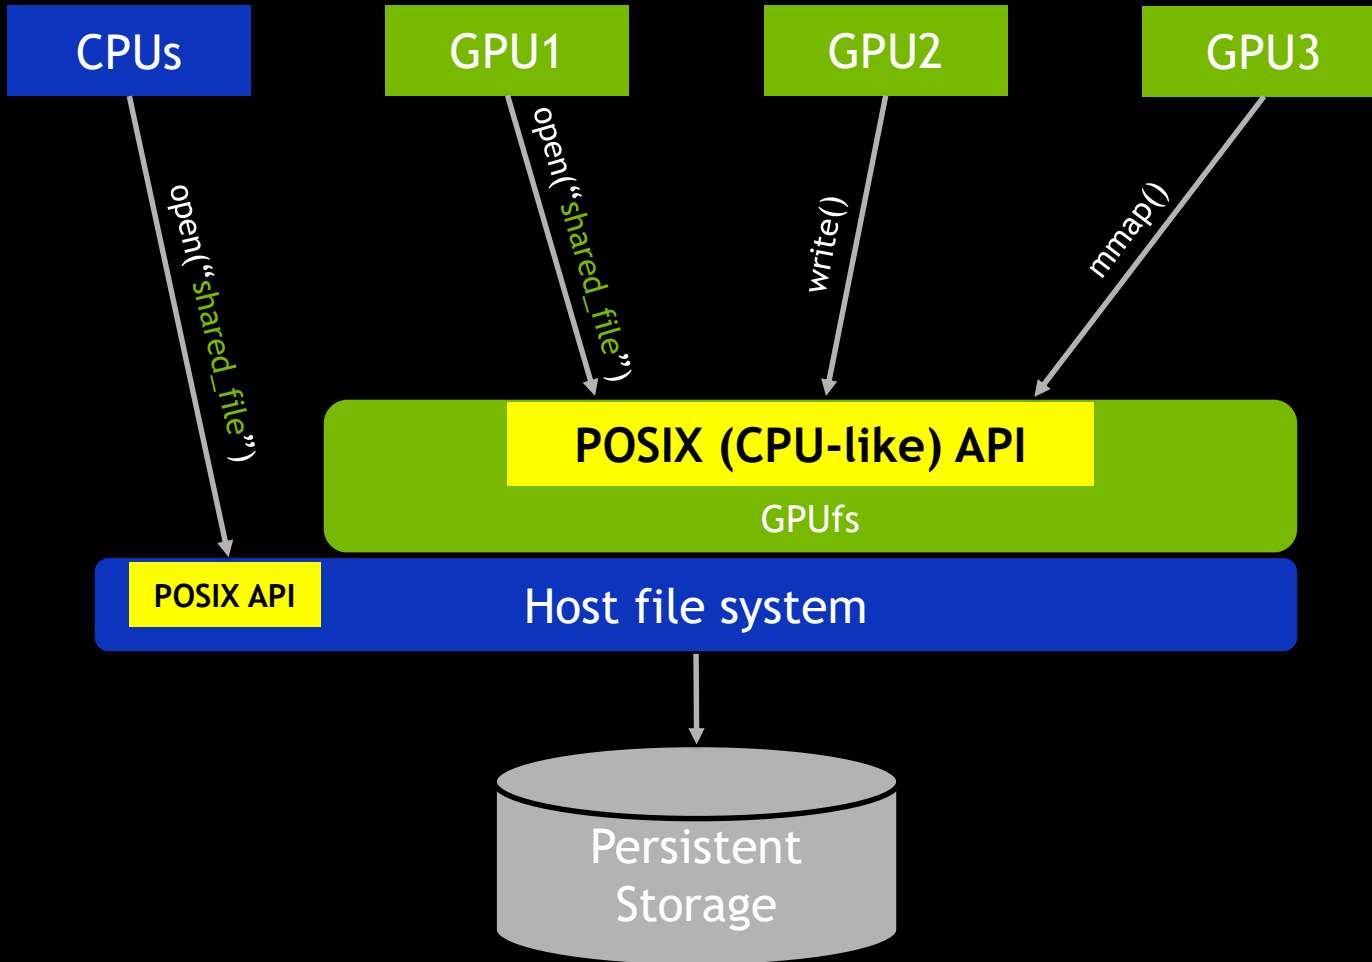 CPUs
GPU1
GPU2
GPU3
open(“shared_file”)
open(“shared_file”)
write()
mmap()
POSIX (CPU-like) API
GPUfs
POSIX API
Host file system
Persistent
Storage